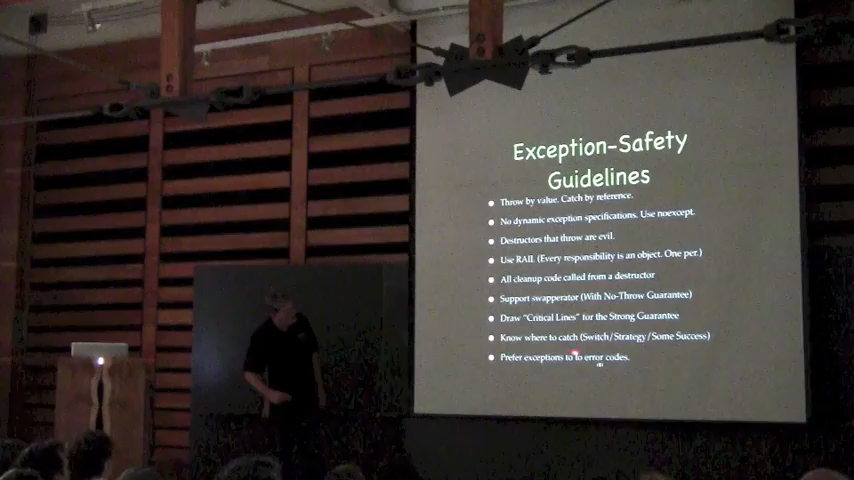 Exception-Safety
Guidelines
Throw by value. Catch by reference.
No dynamic exception specifications. Use noexcept.
Destructors that throw are evil.
Use RAII. (Every responsibility is an object. One per.)
All cleanup code called from a destructor
Support swapperator (With No-Throw Guarantee)
Draw "Critical Lines" for the Strong Guarantee
Know where to catch (Switch/Strategy/Some Success)
Prefer exceptions to to error codes.